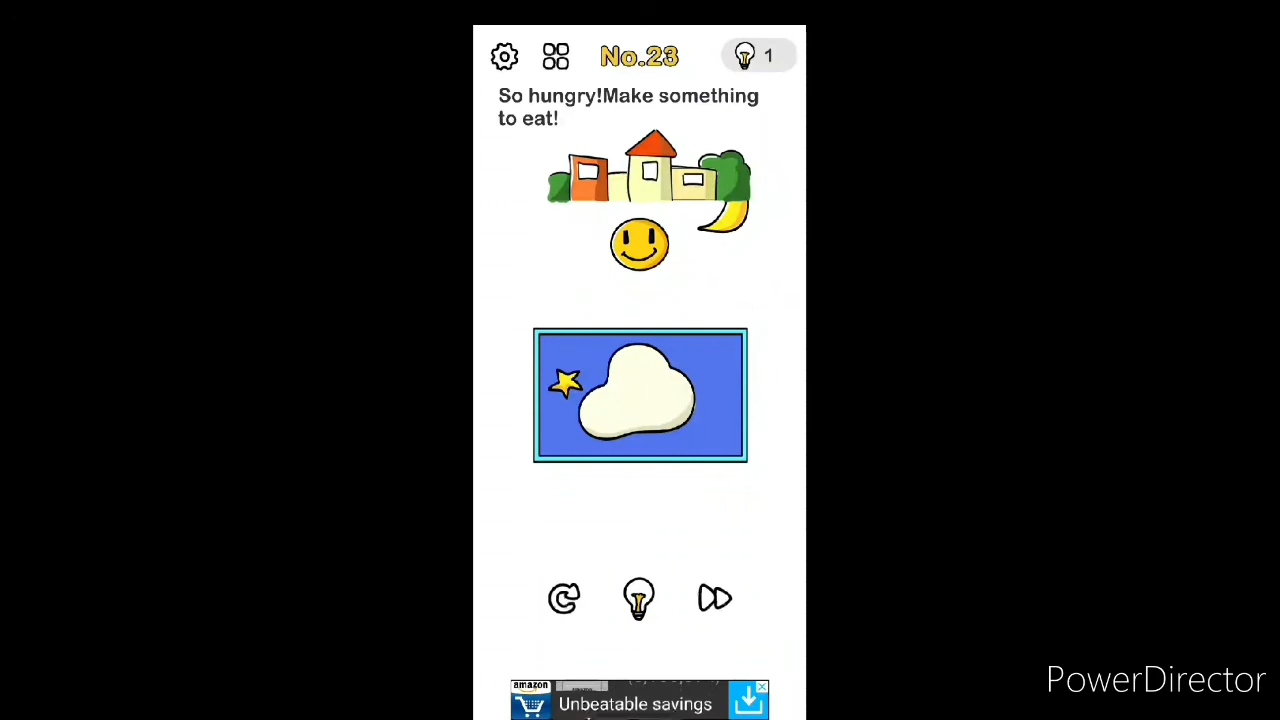 No.23
1
So hungry!Make something
to eat!
amazon
Unbeatable savings
PowerDirector